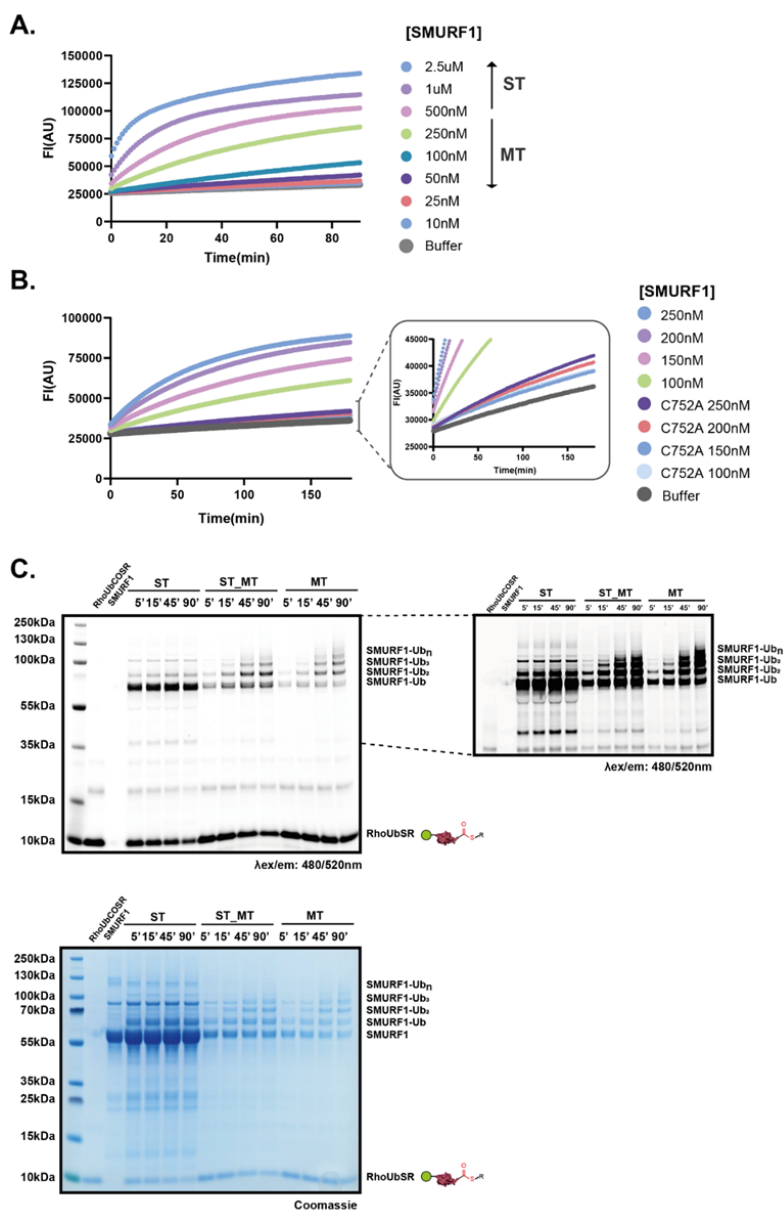 A.
[SMURF1]
150000
125000
100000
75000
50000
25000
0
FI(AU)
0 20 40 60 80
Time(min)
2.5uM
1uM
500nM
250nM
100nM
50nM
25nM
10nM
Buffer
ST
MT
B.
100000
75000
50000
25000
0
FI(AU)
0 50 100 150
Time(min)
45000
40000
35000
30000
25000
FI(AU)
0 50 100 150
Time(min)
[SMURF1]
250nM
200nM
150nM
100nM
C752A 250nM
C752A 200nM
C752A 150nM
C752A 100nM
Buffer
C.
RhoUbCOSR
SMURF1
ST ST_MT MT
5' 15' 45' 90' 5' 15' 45' 90' 5' 15' 45' 90'
250kDa
130kDa
100kDa
55kDa
35kDa
15kDa
10kDa
SMURF1-Ubn
SMURF1-Ub₃
SMURF1-Ub₂
SMURF1-Ub
RhoUbSR
O
S R
λex/em: 480/520nm
RhoUbCOSR
SMURF1
ST ST_MT MT
5' 15' 45' 90' 5' 15' 45' 90' 5' 15' 45' 90'
SMURF1-Ubn
SMURF1-Ub₃
SMURF1-Ub₂
SMURF1-Ub
λex/em: 480/520nm
RhoUbCOSR
SMURF1
ST ST_MT MT
5' 15' 45' 90' 5' 15' 45' 90' 5' 15' 45' 90'
250kDa
130kDa
100kDa
70kDa
55kDa
35kDa
25kDa
15kDa
10kDa
SMURF1-Ubn
SMURF1-Ub₃
SMURF1-Ub₂
SMURF1-Ub
SMURF1
RhoUbSR
O
S R
Coomassie